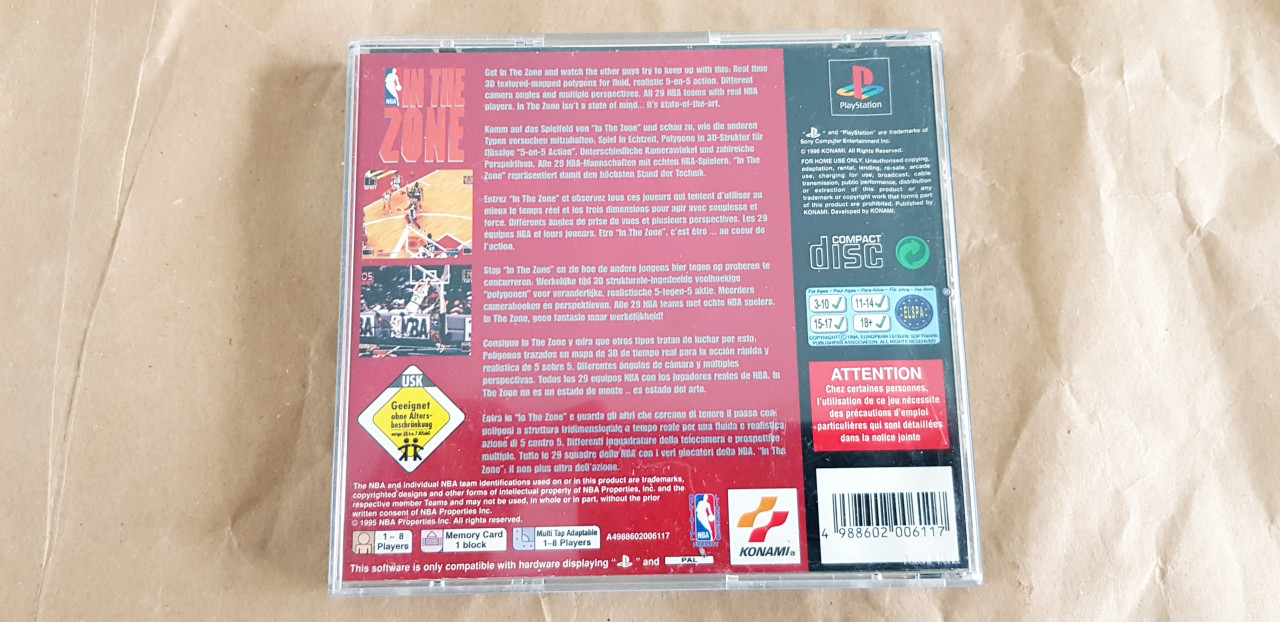 NBA
IN THE
ZONE
Get In The Zone and watch the other guys try to keep up with this: Real time
3D textured-mapped polygons for fluid, realistic 5-on-5 action. Different
camera angles and multiple perspectives. All 29 NBA teams with real NBA
players. In The Zone isn't a state of mind... it's state-of-the-art.
Komm auf das Spielfeld von "In The Zone" und schau zu, wie die anderen
Typen versuchen mitzuhalten: Spiel in Echtzeit. Polygone in 3D-Struktur für
flüssige "5-on-5 Action". Unterschiedliche Kamerawinkel und zahlreiche
Perspektiven. Alle 29 NBA-Mannschaften mit echten NBA-Spielern. "In The
Zone" repräsentiert damit den höchsten Stand der Technik.
Entrez "In The Zone" et observez tous ces joueurs qui tentent d'utiliser au
mieux le temps réel et les trois dimensions pour agir avec souplesse et
force. Différents angles de prise de vues et plusieurs perspectives. Les 29
équipes NBA et leurs joueurs. Etre "In The Zone", c'est être ... au coeur de
l'action.
Stap "In The Zone" en zie hoe de andere jongens hier tegen op proberen te
concurreren: Werkelijke tijd 3D strukturele-ingedeelde veelhoekige
"polygonen" voor veranderlijke, realistische 5-tegen-5 aktie. Meerdere
camerahoeken en perspektieven. Alle 29 NBA teams met echte NBA spelers.
In The Zone, geen fantasie maar werkelijkheid!
Consigue In The Zone y mira que otros tipos tratan de luchar por esto.
Polígonos trazados en mapa de 3D de tiempo real para la acción rápida y
realística de 5 sobre 5. Diferentes ángulos de cámara y múltiples
perspectivas. Todos los 29 equipos NBA con los jugadores reales de NBA. In
The Zone no es un estado de mente .. es estado del arte.
Entra in "In The Zone" e guarda gli altri che cercano di tenere il passo con:
poligoni a struttura tridimensionale a tempo reale per una fluida e realistica
azione di 5 contro 5. Differenti inquadrature della telecamera e prospettive
multiple. Tutte le 29 squadre della NBA con i veri giocatori della NBA. "In The
Zone": il non plus ultra dell'azione.
USK
Geeignet
ohne Alters-
beschränkung
The NBA and individual NBA team identifications used on or in this product are trademarks,
copyrighted designs and other forms of intellectual property of NBA Properties, Inc. and the
respective member Teams and may not be used, in whole or in part, without the prior
written consent of NBA Properties Inc.
© 1995 NBA Properties Inc. All rights reserved.
1 ~ 8
Players
Memory Card
1 block
Multi Tap Adaptable
1~8 Players
A4988602006117
NBA
KONAMI®
This software is only compatible with hardware displaying " " and PAL
PlayStation
" " and "PlayStation" are trademarks of
Sony Computer Entertainment Inc.
© 1996 KONAMI. All Rights Reserved.
FOR HOME USE ONLY. Unauthorised copying,
adaptation, rental, lending, re-sale, arcade
use, charging for use, broadcast, cable
transmission, public performance, distribution
or extraction of this product or any
trademark or copyright work that forms part
of this product are prohibited. Published by
KONAMI. Developed by KONAMI.
COMPACT
disc
For Ages - Pour Ages - Para Años - Für Jahre - Per Anni
3-10 11-14
15-17 18+
ELSPA
COPYRIGHT © 1994, EUROPEAN LEISURE SOFTWARE
PUBLISHERS ASSOCIATION. ALL RIGHTS RESERVED
ATTENTION
Chez certaines personnes,
l'utilisation de ce jeu nécessite
des précautions d'emploi
particulières qui sont détaillées
dans la notice jointe
4 988602 006117